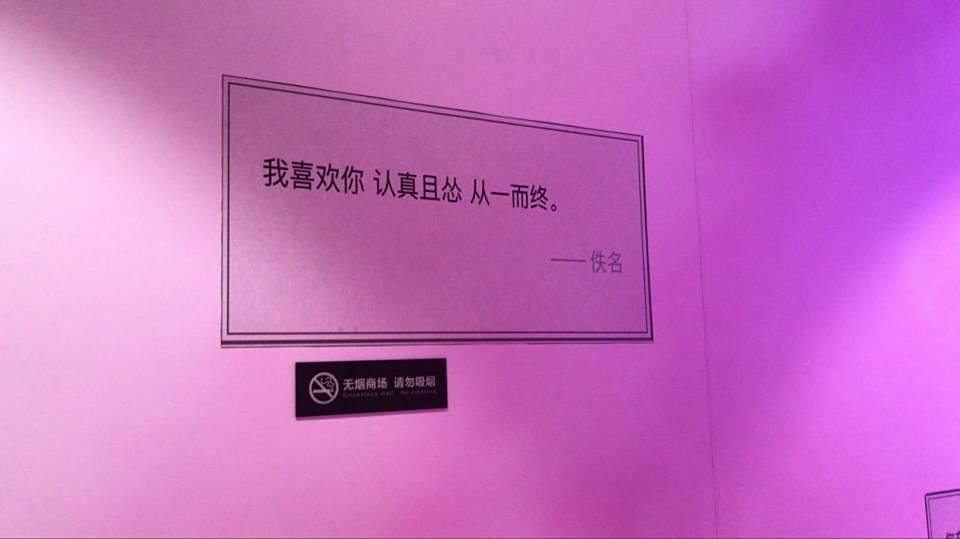 我喜欢你 认真且怂 从一而终。
—— 佚名
无烟商场 请勿吸烟
Smokeless mall No smoking